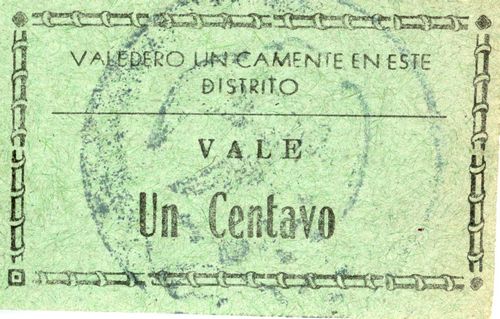 VALEDERO UN CAMENTE EN ESTE
DISTRITO
VALE
Un Centavo